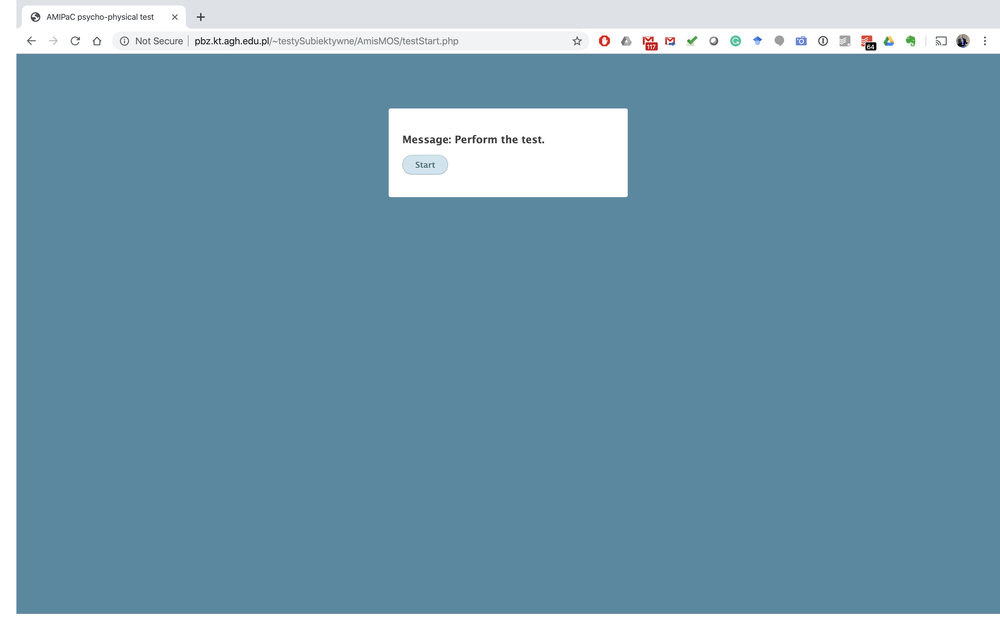 AMIPaC psycho-physical test
Not Secure pbz.kt.agh.edu.pl/~testySubiektywne/AmisMOS/testStart.php
117
64
Message: Perform the test.
Start